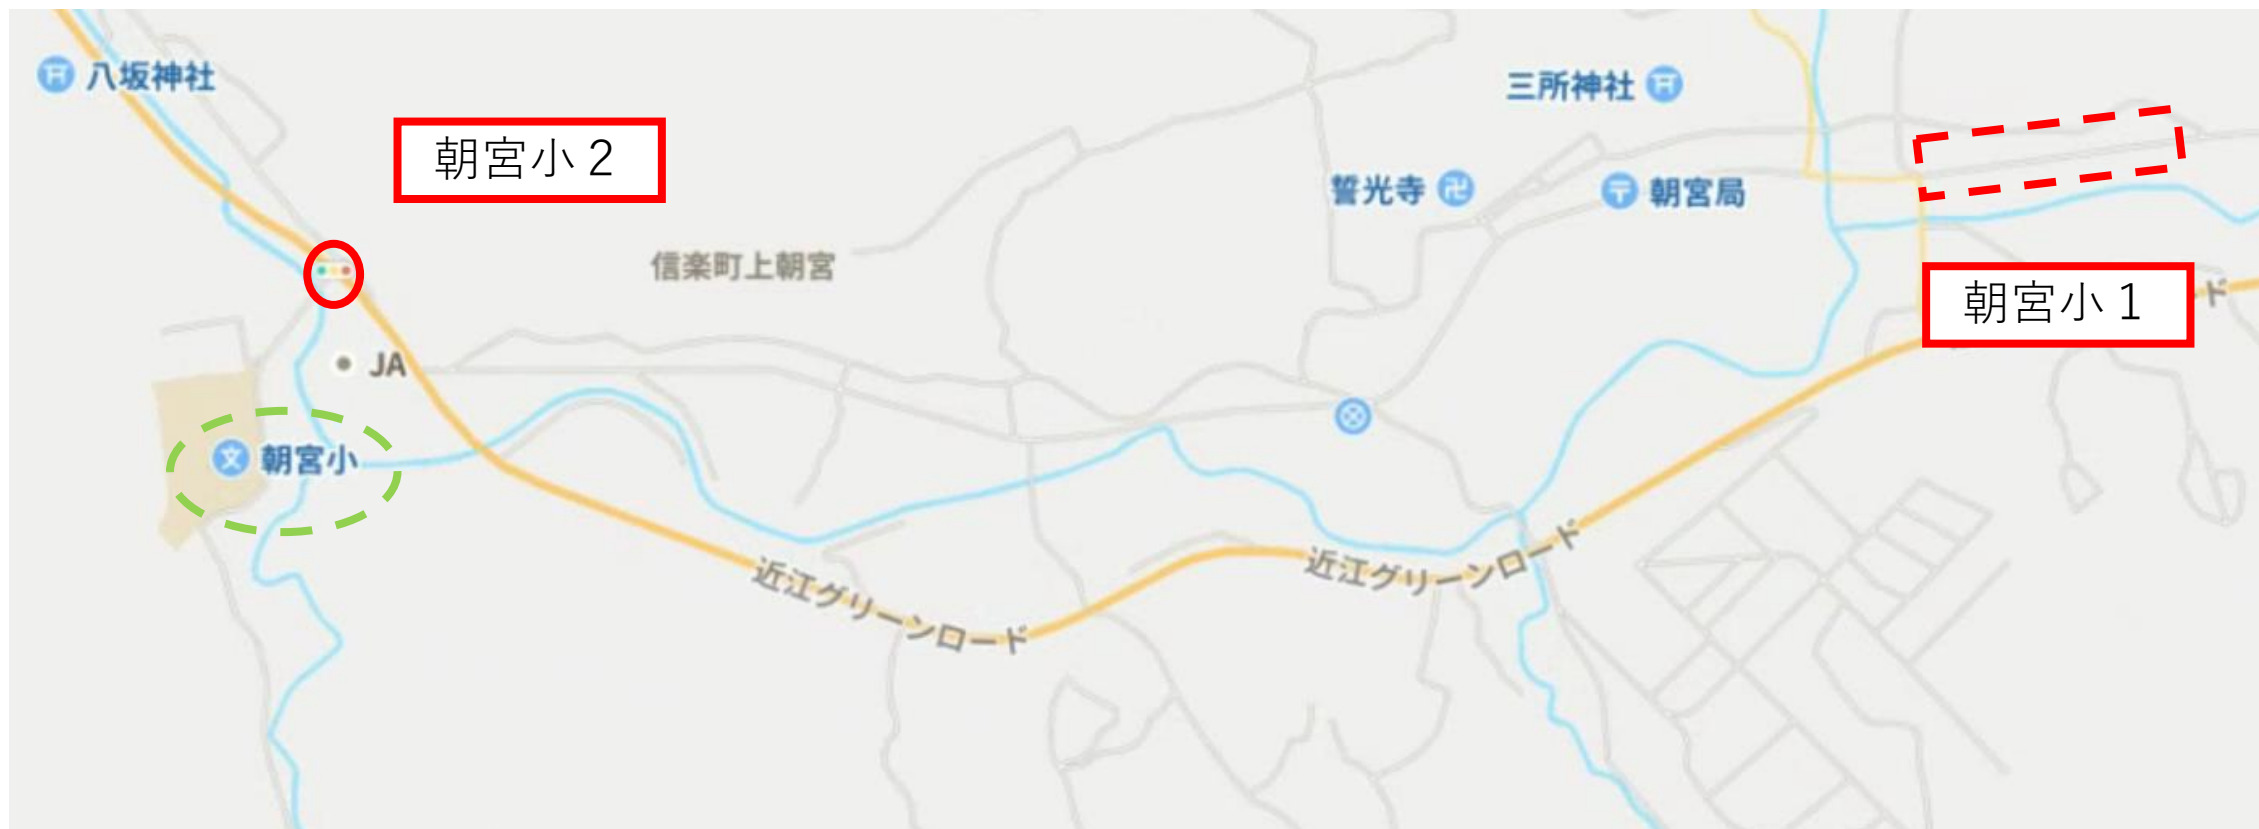 八坂神社
三所神社
朝宮小２
誓光寺
朝宮局
信楽町上朝宮
朝宮小１
ド
JA
文
朝宮小
近江グリーンロード
近江グリーンロード